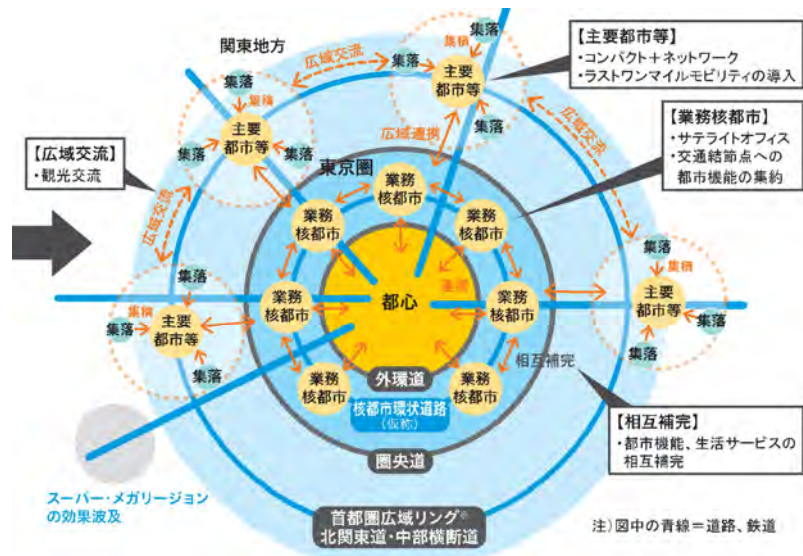 関東地方
広域交流
集落
集積
主要
都市等
集落
集落
広域交流
【主要都市等】
・コンパクト＋ネットワーク
・ラストワンマイルモビリティの導入
集落
集積
主要
都市等
集落
集落
広域連携
【業務核都市】
・サテライトオフィス
・交通結節点への
都市機能の集約
【広域交流】
・観光交流
広域交流
東京圏
業務
核都市
業務
核都市
業務
核都市
業務
核都市
業務
核都市
業務
核都市
業務
核都市
都心
集落
集積
主要
都市等
集落
集落
集落
集積
主要
都市等
集落
集落
相互補完
外環道
核都市環状道路
(仮称)
圏央道
【相互補完】
・都市機能、生活サービスの
相互補完
スーパー・メガリージョン
の効果波及
首都圏広域リング※
北関東道・中部横断道
注）図中の青線＝道路、鉄道